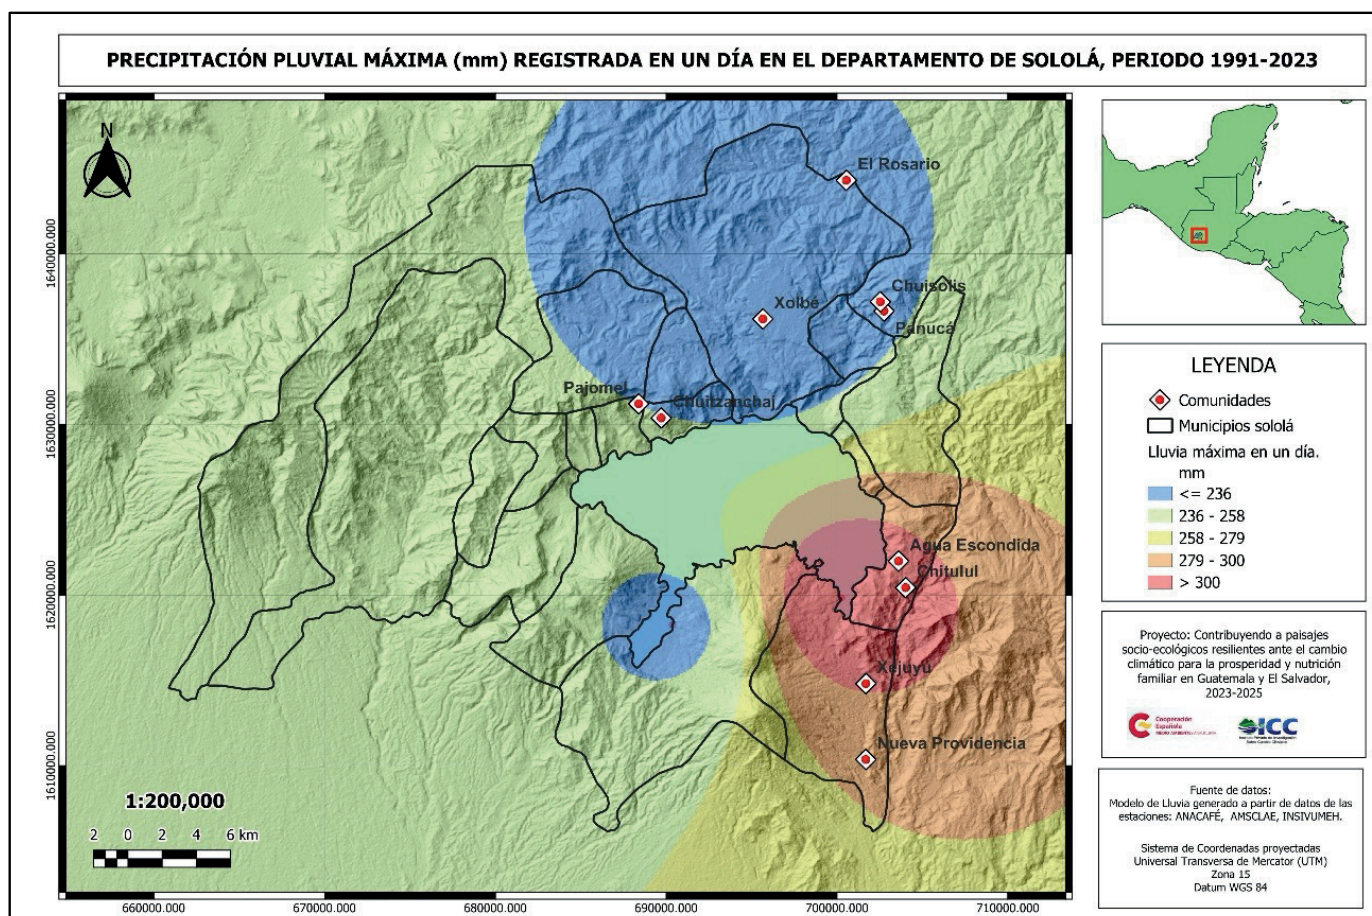 PRECIPITACIÓN PLUVIAL MÁXIMA (mm) REGISTRADA EN UN DÍA EN EL DEPARTAMENTO DE SOLOLÁ, PERIODO 1991-2023
N
El Rosario
Chuisolis
Xolbé
Panucá
Pajomel
Chuitzanchaj
Agua Escondida
Chitulul
Xejuyú
Nueva Providencia
1640000.000
1630000.000
1620000.000
1610000.000
1:200,000
2 0 2 4 6 km
660000.000 670000.000 680000.000 690000.000 700000.000 710000.000
LEYENDA
Comunidades
Municipios sololá
Lluvia máxima en un día.
mm
<= 236
236 - 258
258 - 279
279 - 300
> 300
Proyecto: Contribuyendo a paisajes
socio-ecológicos resilientes ante el cambio
climático para la prosperidad y nutrición
familiar en Guatemala y El Salvador,
2023-2025
Cooperación
Española
ICC
Fuente de datos:
Modelo de Lluvia generado a partir de datos de las
estaciones: ANACAFÉ, AMSCLAE, INSIVUMEH.
Sistema de Coordenadas proyectadas
Universal Transversa de Mercator (UTM)
Zona 15
Datum WGS 84